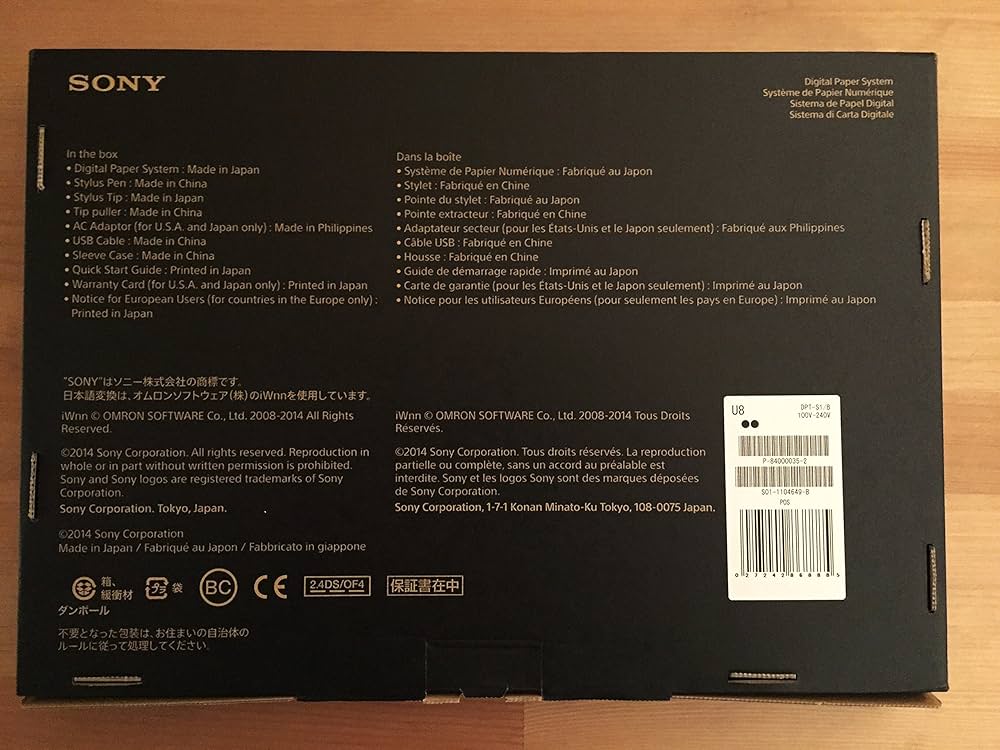 SONY
Digital Paper System
Système de Papier Numérique
Sistema de Papel Digital
Sistema di Carta Digitale
In the box
• Digital Paper System : Made in Japan
• Stylus Pen : Made in China
• Stylus Tip : Made in Japan
• Tip puller : Made in China
• AC Adaptor (for U.S.A. and Japan only) : Made in Philippines
• USB Cable : Made in China
• Sleeve Case : Made in China
• Quick Start Guide : Printed in Japan
• Warranty Card (for U.S.A. and Japan only) : Printed in Japan
• Notice for European Users (for countries in the Europe only) :
Printed in Japan
Dans la boîte
• Système de Papier Numérique : Fabriqué au Japon
• Stylet : Fabriqué en Chine
• Pointe du stylet : Fabriqué au Japon
• Pointe extracteur : Fabriqué en Chine
• Adaptateur secteur (pour les États-Unis et le Japon seulement) : Fabriqué aux Philippines
• Câble USB : Fabriqué en Chine
• Housse : Fabriqué en Chine
• Guide de démarrage rapide : Imprimé au Japon
• Carte de garantie (pour les États-Unis et le Japon seulement) : Imprimé au Japon
• Notice pour les utilisateurs Européens (pour seulement les pays en Europe) : Imprimé au Japon
"SONY"はソニー株式会社の商標です。
日本語変換は、オムロンソフトウェア(株)のiWnnを使用しています。
iWnn © OMRON SOFTWARE Co., Ltd. 2008-2014 All Rights
Reserved.
©2014 Sony Corporation. All rights reserved. Reproduction in
whole or in part without written permission is prohibited.
Sony and Sony logos are registered trademarks of Sony
Corporation.
Sony Corporation. Tokyo, Japan.
iWnn © OMRON SOFTWARE Co., Ltd. 2008-2014 Tous Droits
Réservés.
©2014 Sony Corporation. Tous droits réservés. La reproduction
partielle ou complète, sans un accord au préalable est
interdite. Sony et les logos Sony sont des marques déposées
de Sony Corporation.
Sony Corporation, 1-7-1 Konan Minato-Ku Tokyo, 108-0075 Japan.
©2014 Sony Corporation
Made in Japan / Fabriqué au Japon / Fabbricato in giappone
箱、
緩衝材
ダンボール
プラ
袋
BC
CE
2.4DS/OF4
保証書在中
不要となった包装は、お住まいの自治体の
ルールに従って処理してください。
U8
DPT-S1/B
100V-240V
P-84000035-2
S01-1104649-B
POS
0 27242 86888 5